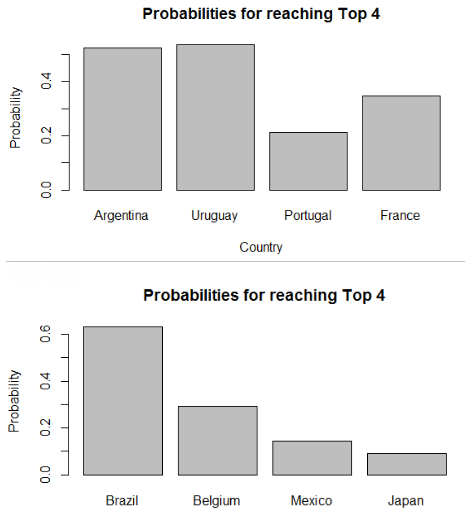 Probabilities for reaching Top 4
Probability
0.4
0.2
0.0
Argentina Uruguay Portugal France
Country
Probabilities for reaching Top 4
Probability
0.6
0.4
0.2
0.0
Brazil Belgium Mexico Japan